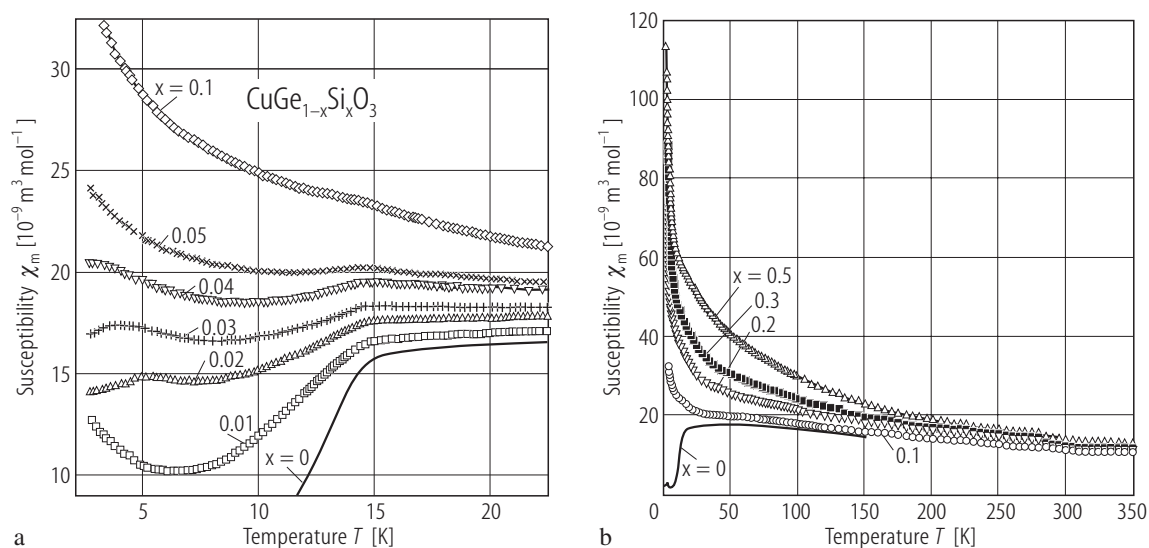 30
25
20
15
10
5
10
15
20
Susceptibility χₘ [10⁻⁹ m³ mol⁻¹]
Temperature T [K]
CuGe₁₋ₓSiₓO₃
x = 0.1
0.05
0.04
0.03
0.02
0.01
x = 0
a
120
100
80
60
40
20
0
50
100
150
200
250
300
350
Susceptibility χₘ [10⁻⁹ m³ mol⁻¹]
Temperature T [K]
x = 0.5
0.3
0.2
0.1
x = 0
b